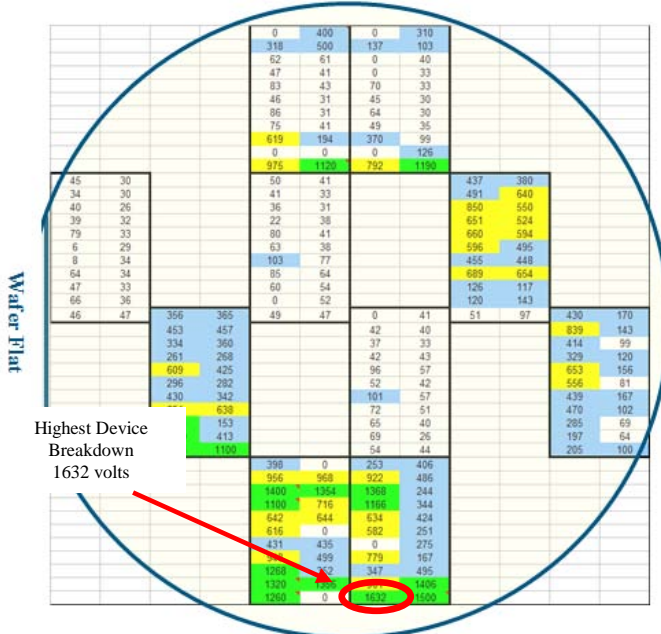 0 400 0 310
318 500 137 103
62 61 0 40
47 41 0 33
83 43 70 33
46 31 45 30
86 31 64 30
75 41 49 35
619 194 370 99
0 0 0 126
975 1120 792 1190
45 30 50 41 437 380
34 30 41 33 491 640
40 26 36 31 850 550
39 32 22 38 651 524
79 33 80 41 660 594
6 29 63 38 596 495
8 34 103 77 455 448
64 34 85 64 689 654
47 33 60 54 126 117
66 36 0 52 120 143
46 47 356 365 49 47 0 41 51 97 430 170
453 457 42 40 839 143
334 360 37 33 414 99
261 268 42 43 329 120
609 425 96 57 653 156
296 282 52 42 556 81
430 342 101 57 439 167
638 72 51 470 102
153 65 40 285 69
413 69 26 197 64
1100 54 44 205 100
398 0 253 406
956 968 922 486
1400 1354 1368 244
1100 716 1166 344
642 644 634 424
616 0 582 251
431 435 0 275
499 779 167
1268 347 495
1320 1406
1260 0 1632 1500
Wafer Flat
Highest Device
Breakdown
1632 volts